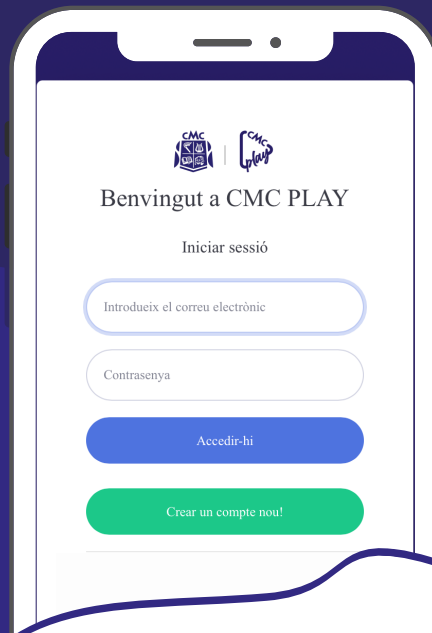 CMC
CMC
play
Benvingut a CMC PLAY
Iniciar sessió
Introdueix el correu electrònic
Contrasenya
Accedir-hi
Crear un compte nou!